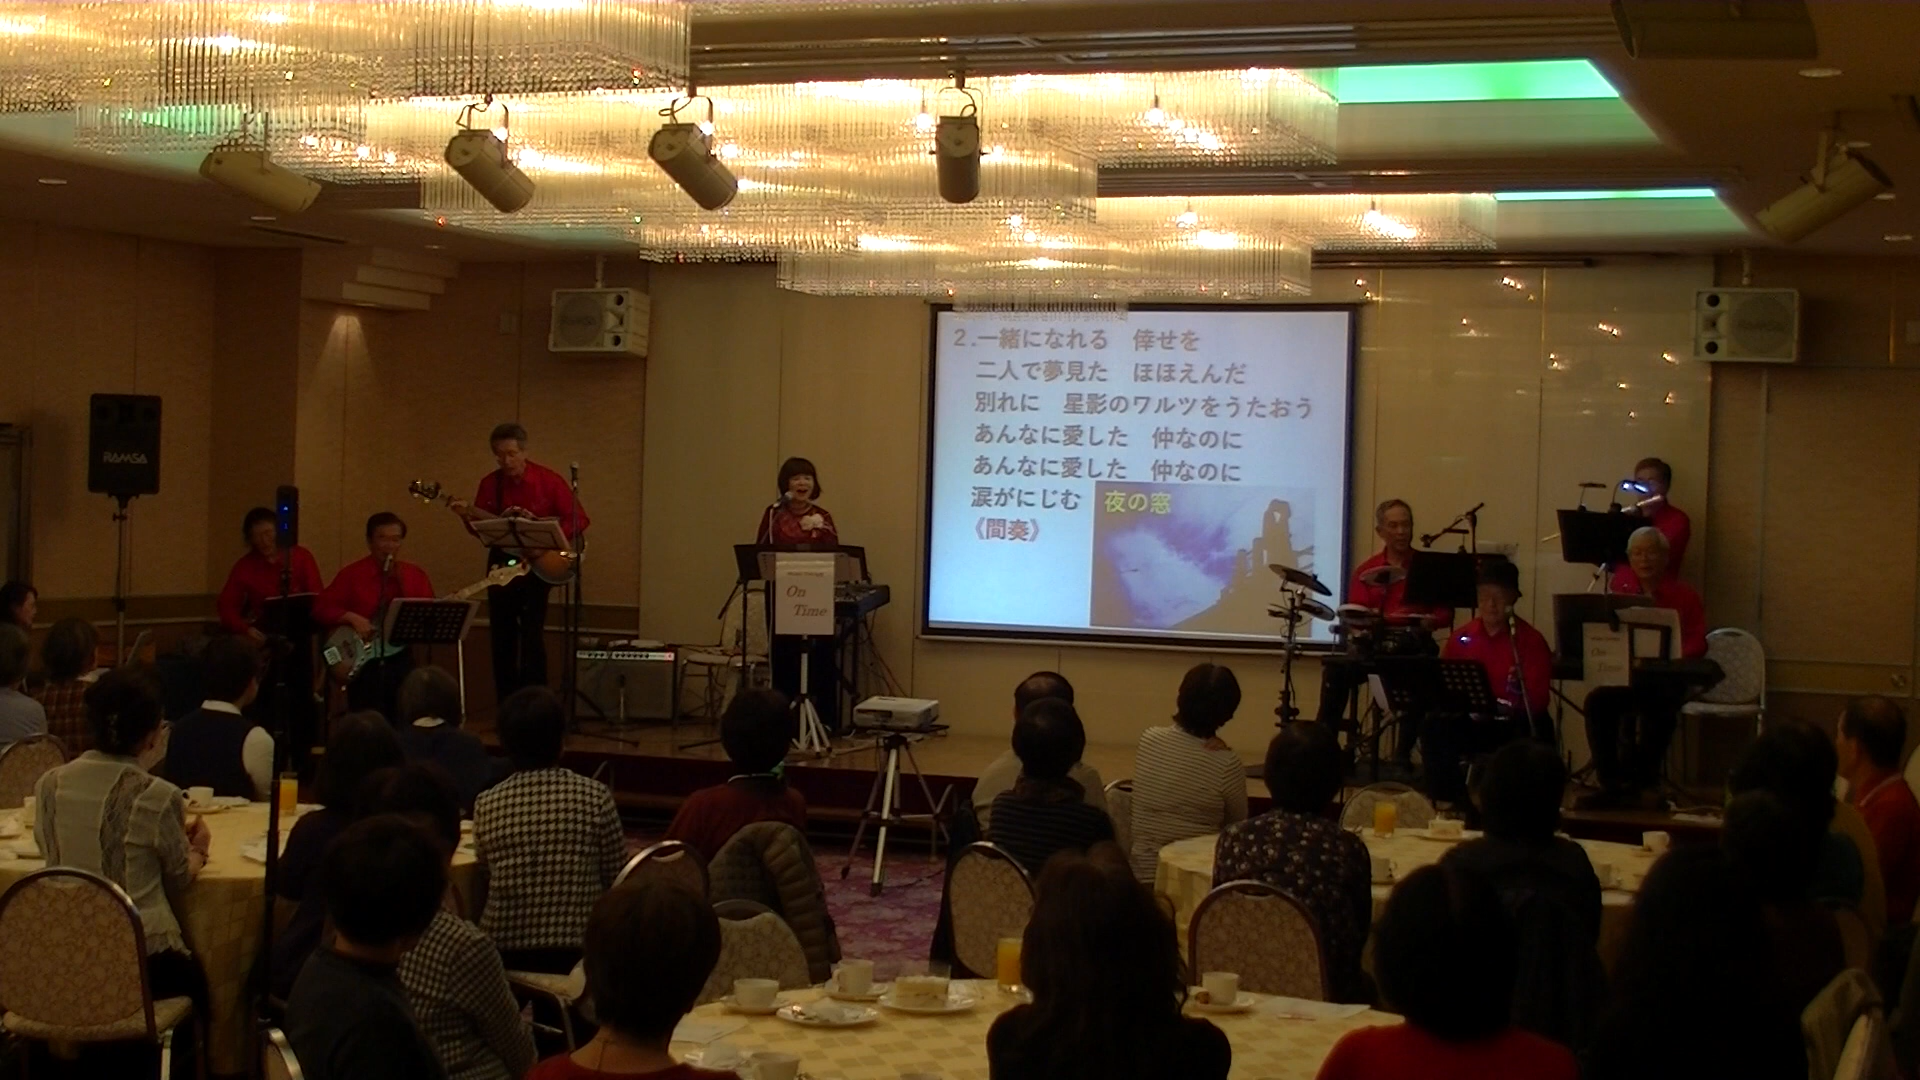 ２.一緒になれる　倖せを
二人で夢見た　ほほえんだ
別れに　星影のワルツをうたおう
あんなに愛した　仲なのに
あんなに愛した　仲なのに
涙がにじむ
夜の窓
《間奏》
RAMSA
On
Time
On
Time